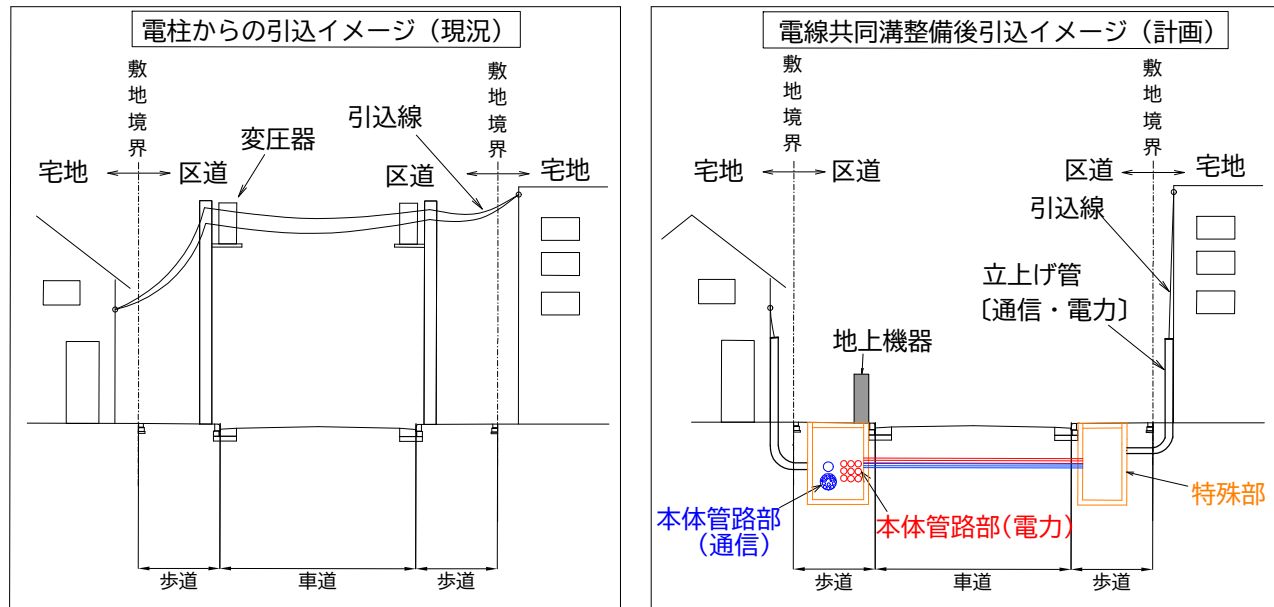 電柱からの引込イメージ（現況）
敷地境界
敷地境界
変圧器
引込線
宅地
区道
区道
宅地
歩道
車道
歩道
電線共同溝整備後引込イメージ（計画）
敷地境界
敷地境界
宅地
区道
区道
宅地
引込線
立上げ管
〔通信・電力〕
地上機器
本体管路部
（通信）
本体管路部(電力)
特殊部
歩道
車道
歩道